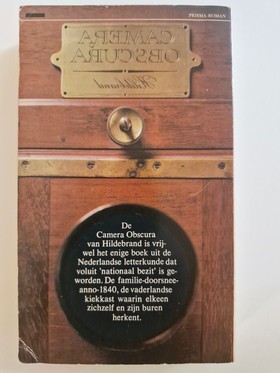 PRISMA-ROMAN
CAMERA
OBSCURA
Hildebrand
De
Camera Obscura
van Hildebrand is vrij-
wel het enige boek uit de
Nederlandse letterkunde dat
voluit 'nationaal bezit' is ge-
worden. De familie-doorsnee-
anno-1840, de vaderlandse
kiekkast waarin elkeen
zichzelf en zijn buren
herkent.